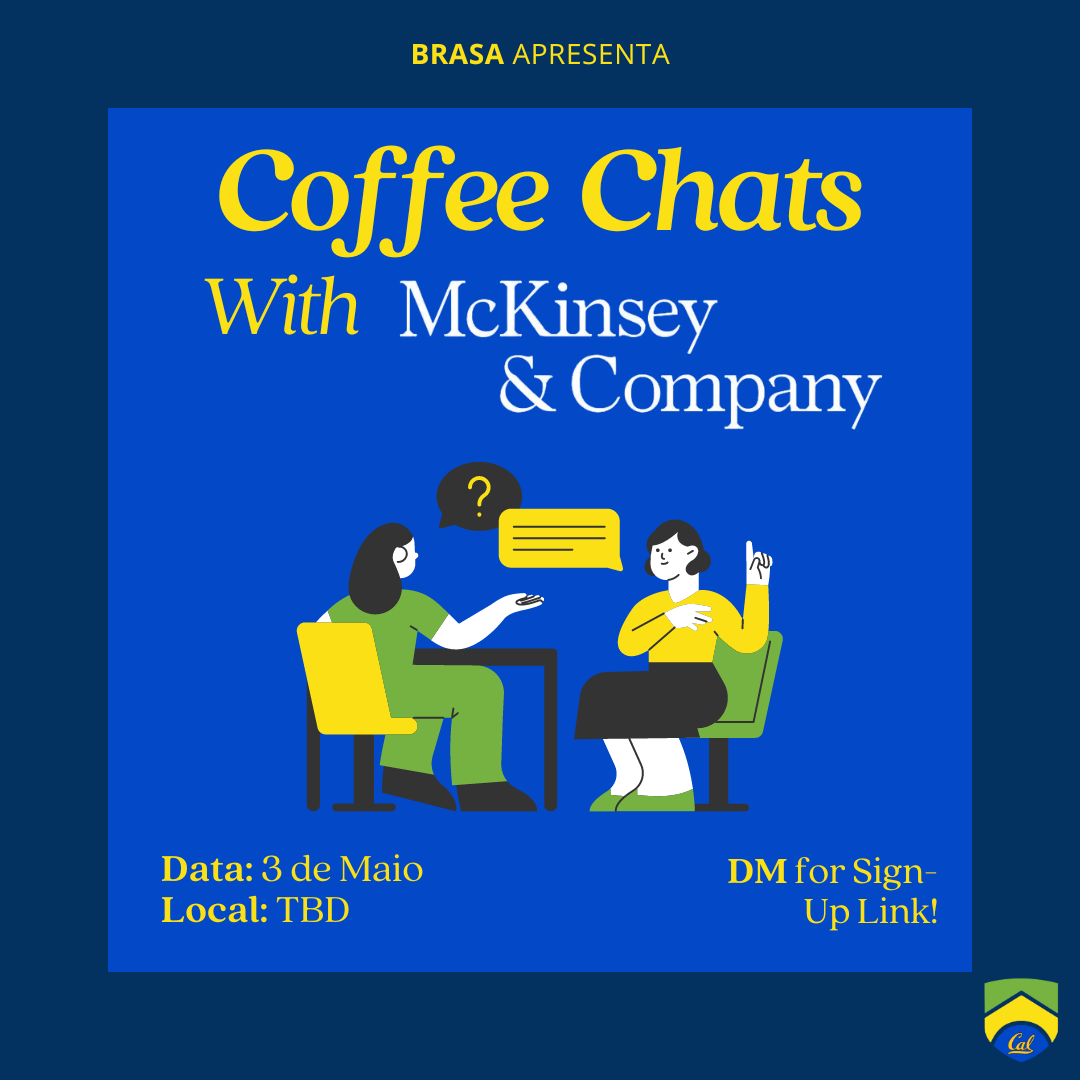 BRASA APRESENTA
Coffee Chats
With McKinsey
& Company
?
Data: 3 de Maio
Local: TBD
DM for Sign-
Up Link!
Cal